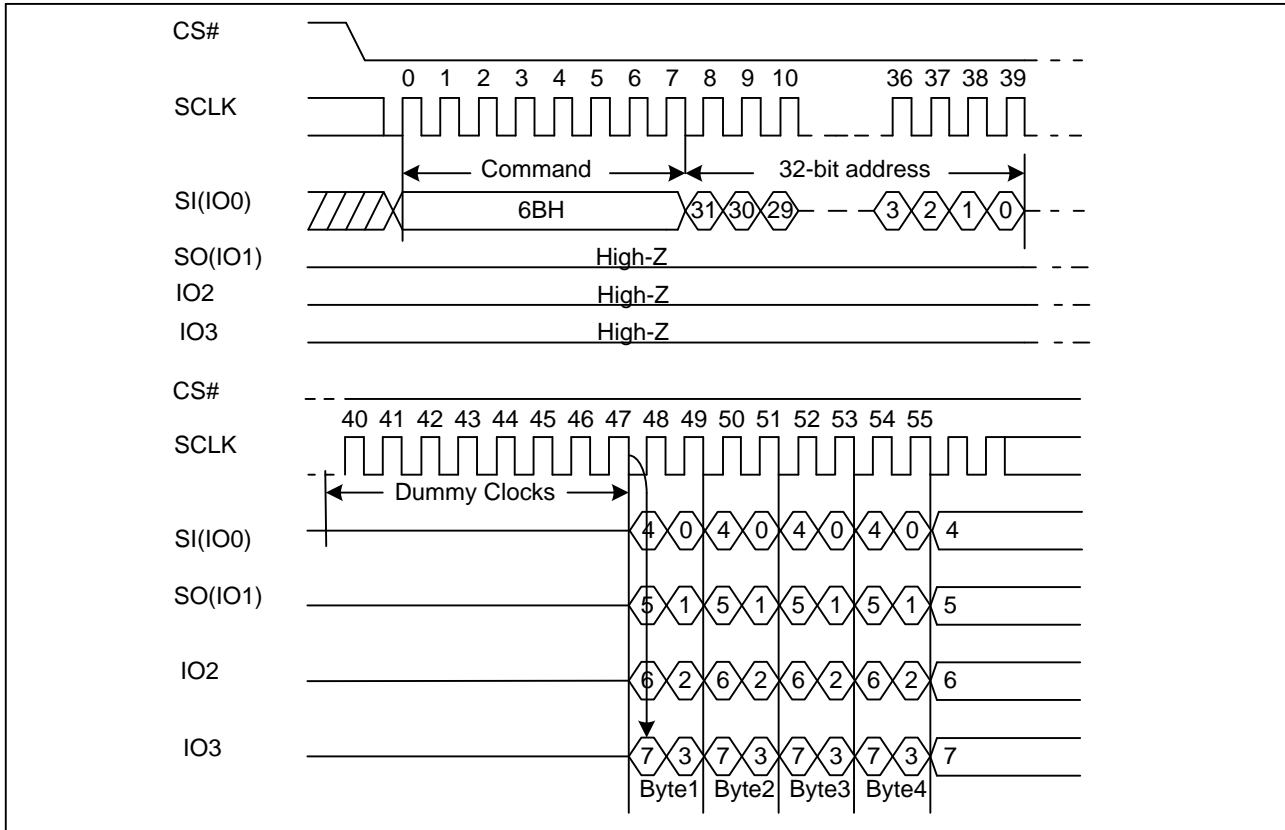 CS#
0 1 2 3 4 5 6 7 8 9 10 36 37 38 39
SCLK
Command 32-bit address
SI(IO0) 6BH 31 30 29 3 2 1 0
SO(IO1) High-Z
IO2 High-Z
IO3 High-Z
CS#
40 41 42 43 44 45 46 47 48 49 50 51 52 53 54 55
SCLK
Dummy Clocks
SI(IO0) 4 0 4 0 4 0 4 0 4
SO(IO1) 5 1 5 1 5 1 5 1 5
IO2 6 2 6 2 6 2 6 2 6
IO3 7 3 7 3 7 3 7 3 7
Byte1 Byte2 Byte3 Byte4